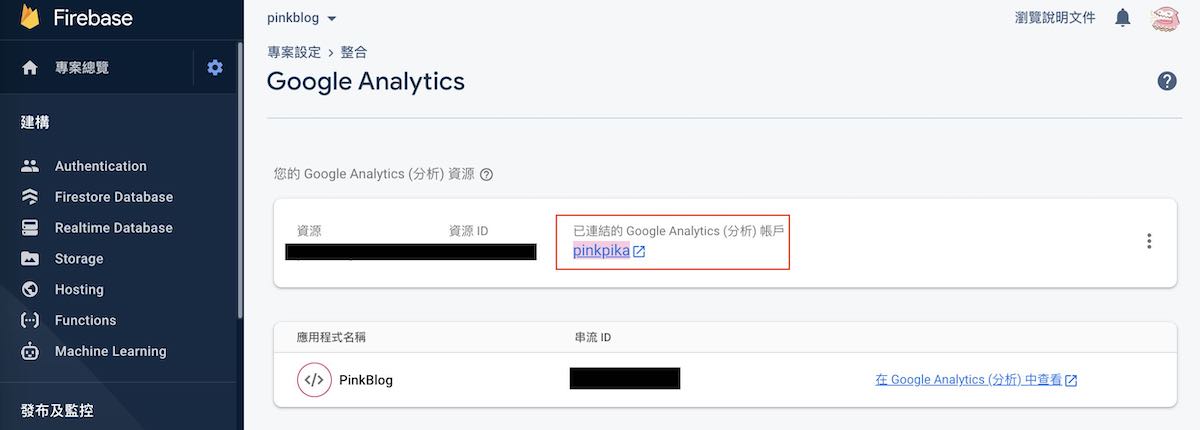 Firebase
專案總覽
建構
Authentication
Firestore Database
Realtime Database
Storage
Hosting
Functions
Machine Learning
發布及監控
pinkblog
瀏覽說明文件
專案設定 > 整合
Google Analytics
您的 Google Analytics (分析) 資源
資源 資源 ID 已連結的 Google Analytics (分析) 帳戶
pinkpika
應用程式名稱 串流 ID
PinkBlog 在 Google Analytics (分析) 中查看